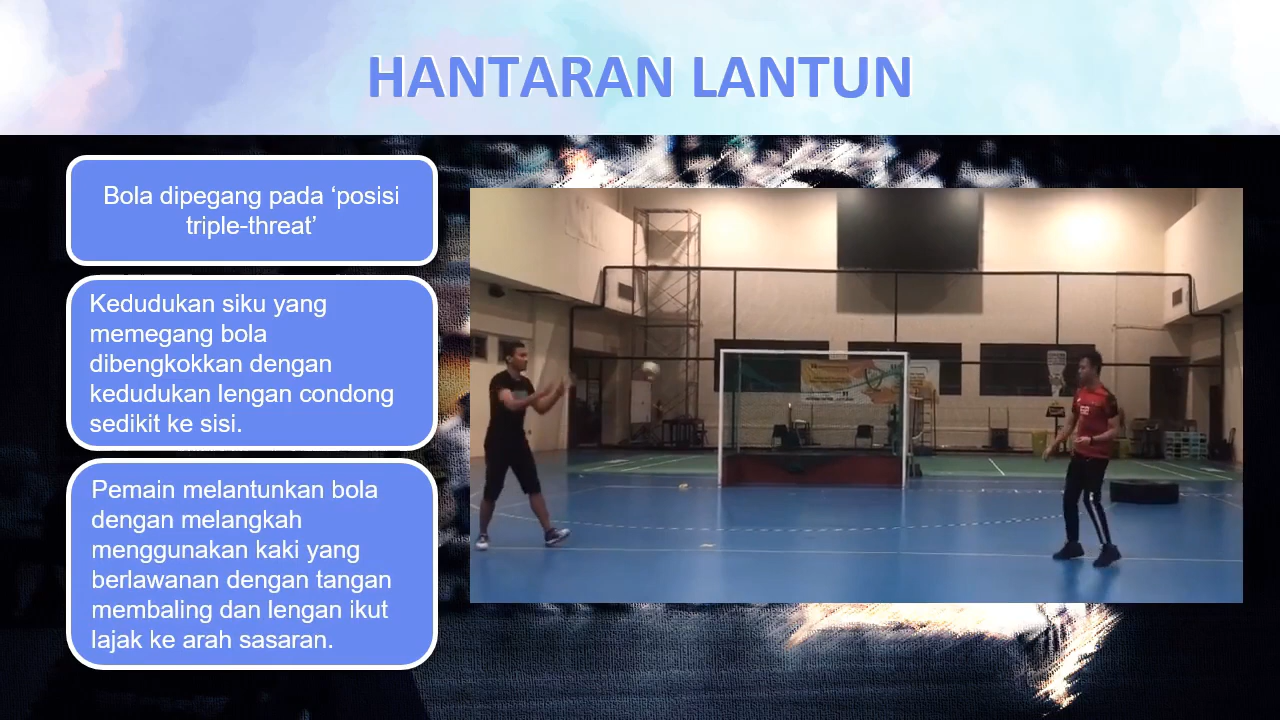 HANTARAN LANTUN
Bola dipegang pada ‘posisi
triple-threat’
Kedudukan siku yang
memegang bola
dibengkokkan dengan
kedudukan lengan condong
sedikit ke sisi.
Pemain melantunkan bola
dengan melangkah
menggunakan kaki yang
berlawanan dengan tangan
membaling dan lengan ikut
lajak ke arah sasaran.